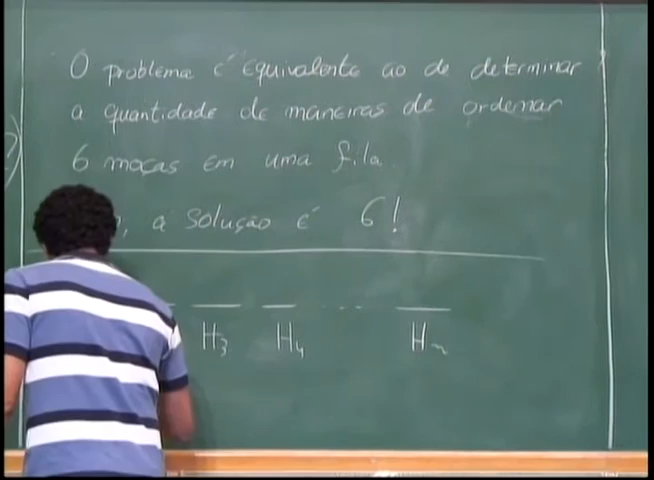 O problema é equivalente ao de determinar
a quantidade de maneiras de ordenar
6 moças em uma fila.
, a solução é 6!
H3 H4 ... Hn